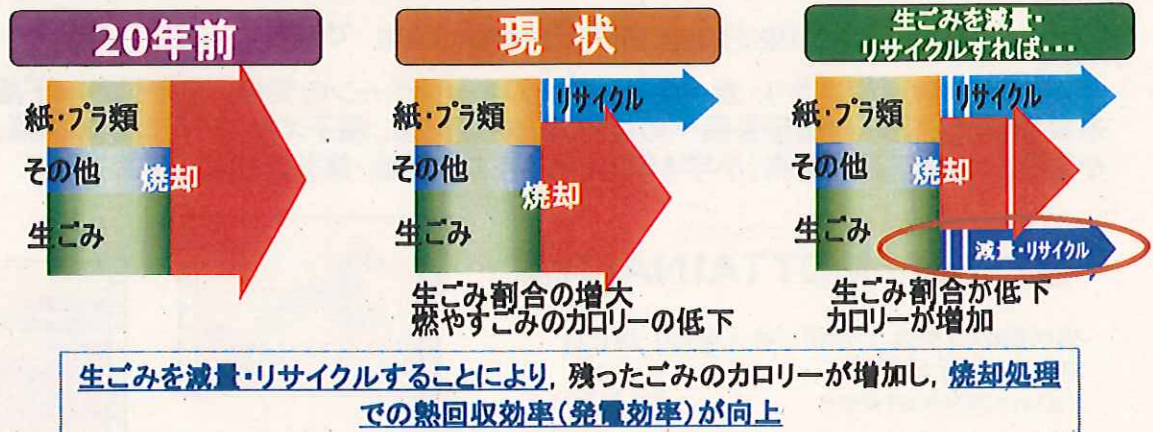 20年前
紙・プラ類
その他
焼却
生ごみ
現 状
リサイクル
紙・プラ類
その他
焼却
生ごみ
生ごみ割合の増大
燃やすごみのカロリーの低下
生ごみを減量・
リサイクルすれば・・・
リサイクル
紙・プラ類
その他
焼却
生ごみ
減量・リサイクル
生ごみ割合が低下
カロリーが増加
生ごみを減量・リサイクルすることにより, 残ったごみのカロリーが増加し, 焼却処理
での熱回収効率(発電効率)が向上